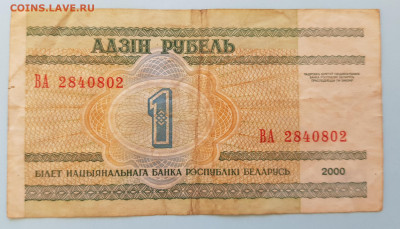 COINS.LAVE.RU
АДЗІН РУБЕЛЬ
ВА 2840802
1
ВА 2840802
БІЛЕТ НАЦЫЯНАЛЬНАГА БАНКА РЭСПУБЛІКІ БЕЛАРУСЬ
2000